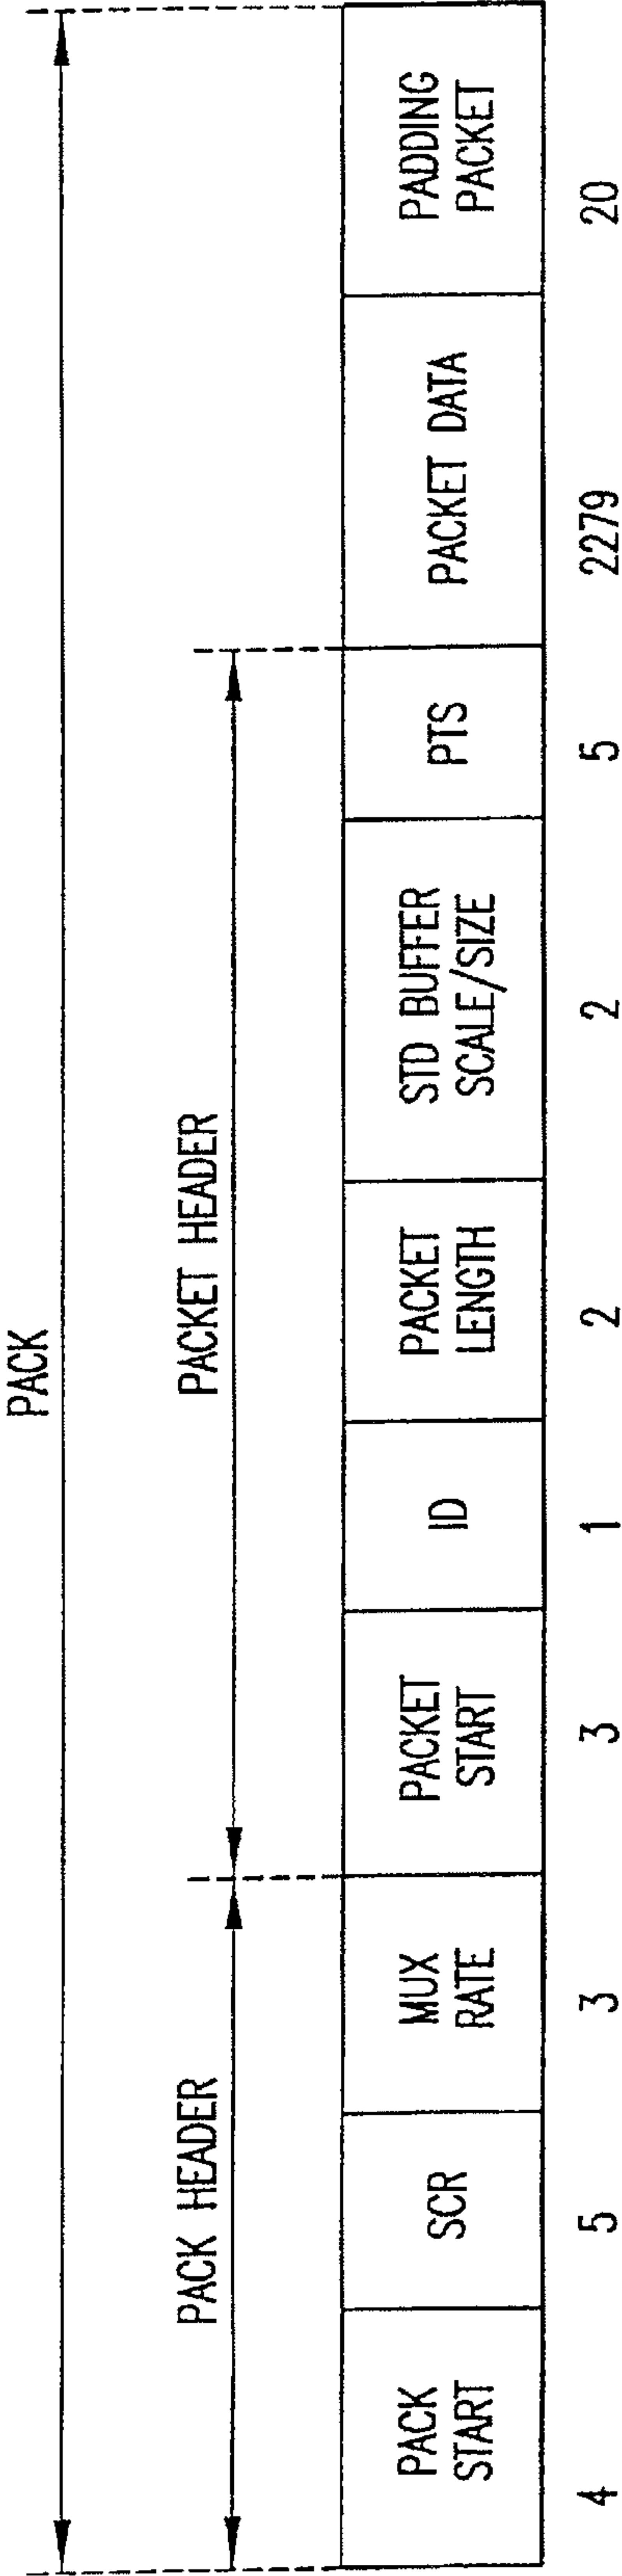 PACK
PACK HEADER
PACKET HEADER
PACK
START
SCR
MUX
RATE
PACKET
START
ID
PACKET
LENGTH
STD BUFFER
SCALE/SIZE
PTS
PACKET DATA
PADDING
PACKET
4
5
3
3
1
2
2
5
2279
20